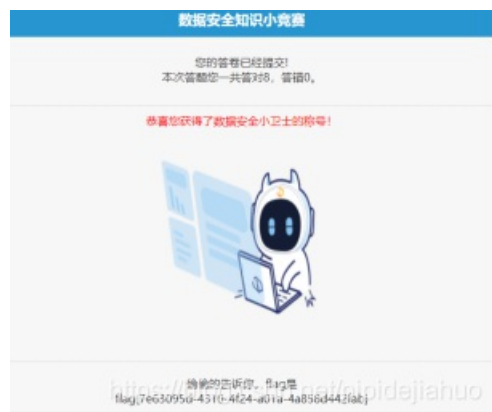 数据安全知识小竞赛
您的答卷已经提交!
本次答题您一共答对8，答错0。
恭喜您获得了数据安全小卫士的称号!
偷偷的告诉你，flag是